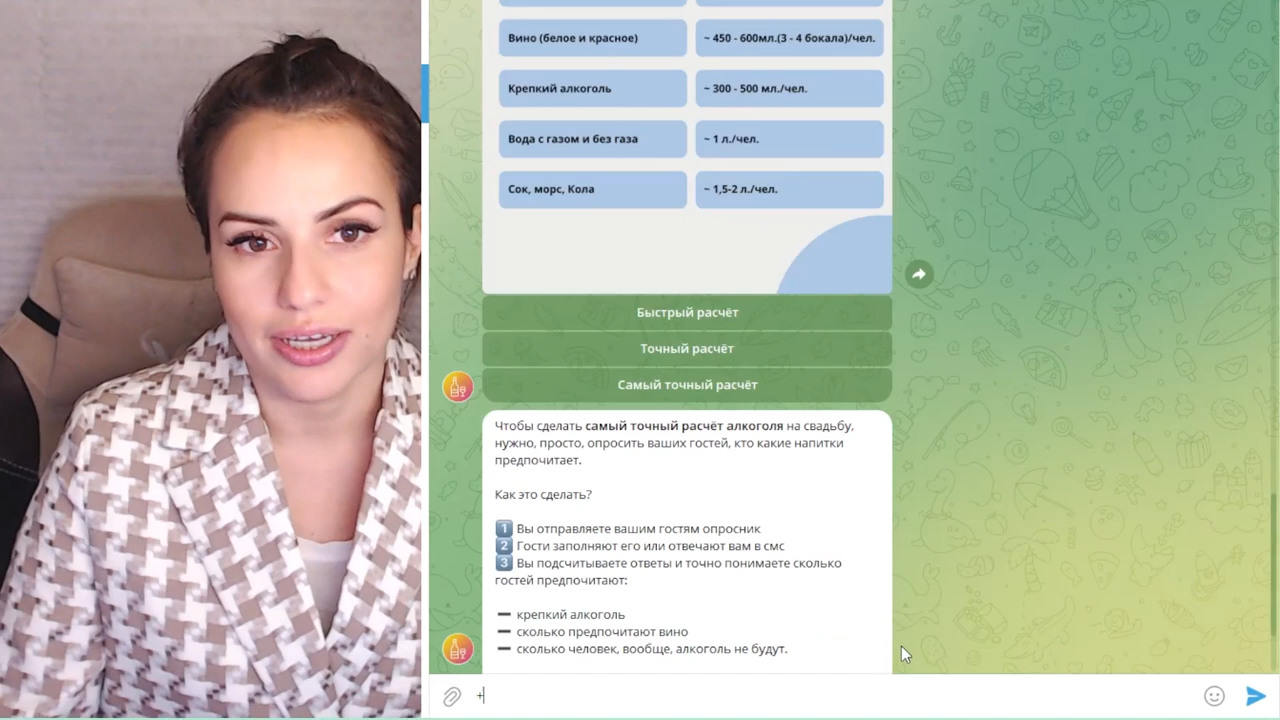 Вино (белое и красное)
~ 450 - 600мл.(3 - 4 бокала)/чел.
Крепкий алкоголь
~ 300 - 500 мл./чел.
Вода с газом и без газа
~ 1 л./чел.
Сок, морс, Кола
~ 1,5-2 л./чел.
Быстрый расчёт
Точный расчёт
Самый точный расчёт
Чтобы сделать самый точный расчёт алкоголя на свадьбу,
нужно, просто, опросить ваших гостей, кто какие напитки
предпочитает.
Как это сделать?
1 Вы отправляете вашим гостям опросник
2 Гости заполняют его или отвечают вам в смс
3 Вы подсчитываете ответы и точно понимаете сколько
гостей предпочитают:
➖ крепкий алкоголь
➖ сколько предпочитают вино
➖ сколько человек, вообще, алкоголь не будут.
+